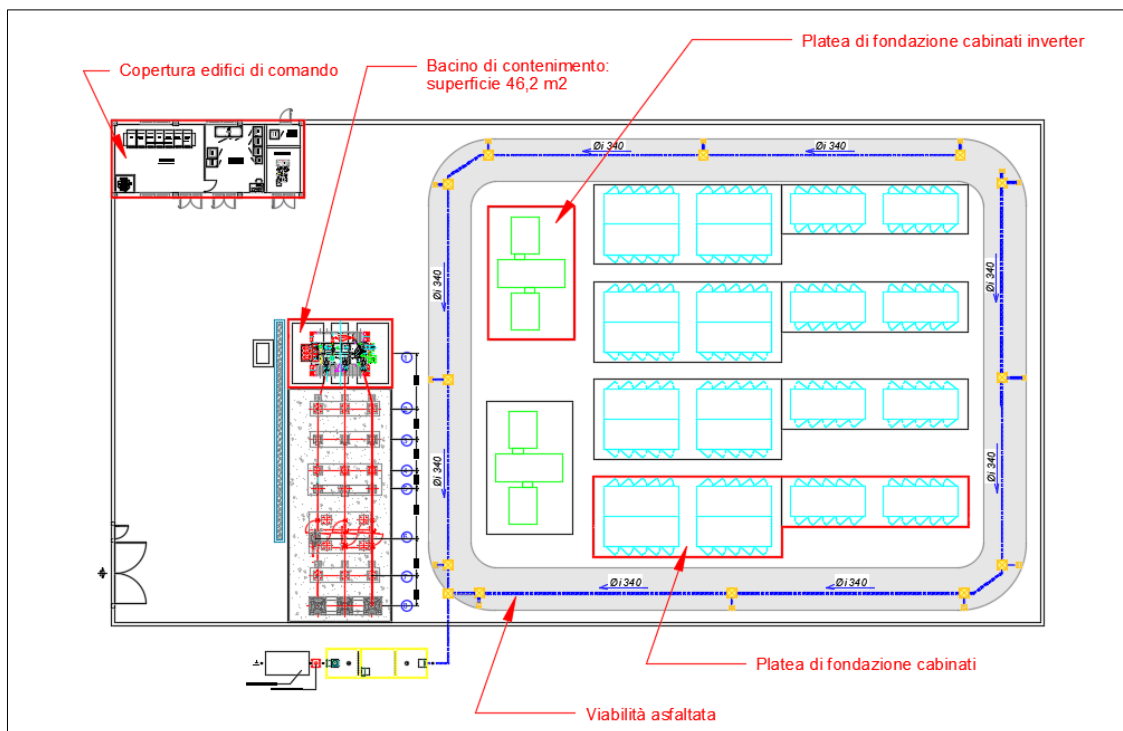 Platea di fondazione cabinati inverter
Copertura edifici di comando
Bacino di contenimento:
superficie 46,2 m2
Øi 340
Øi 340
Øi 340
Øi 340
Øi 340
Øi 340
Øi 340
Øi 340
Platea di fondazione cabinati
Viabilità asfaltata